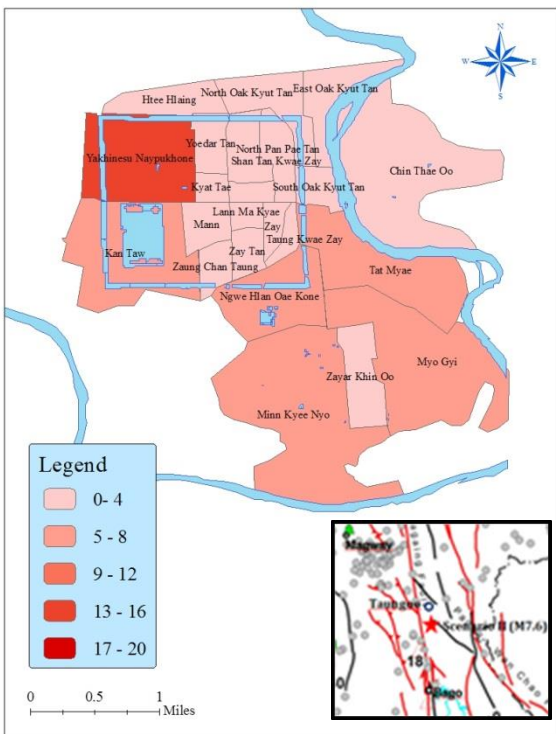 N
W E
S
Htee Hlaing
North Oak Kyut Tan
East Oak Kyut Tan
Yoedar Tan
North Pan Pae Tan
Yakhinesu Naypukhone
Shan Tan Kwae Zay
Chin Thae Oo
Kyat Tae
South Oak Kyut Tan
Lann Ma Kyae
Mann
Zay
Taung Kwae Zay
Kan Taw
Zay Tan
Zaung Chan Taung
Tat Myae
Ngwe Hlan Oae Kone
Myo Gyi
Zayar Khin Oo
Minn Kyee Nyo
Legend
0- 4
5 - 8
9 - 12
13 - 16
17 - 20
0 0.5 1
Miles
Magway
Taunguo
Scenario II (M7.6)
18
Bago
0